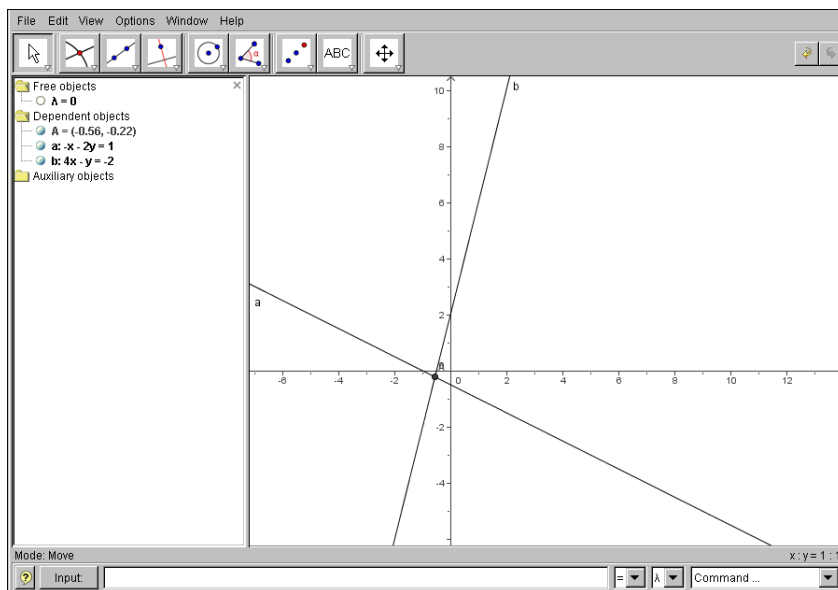 File Edit View Options Window Help
α
ABC
Free objects
λ = 0
Dependent objects
A = (-0.56, -0.22)
a: -x - 2y = 1
b: 4x - y = -2
Auxiliary objects
b
10
8
6
4
a
2
-6 -4 -2 0 2 4 6 8 10 12
-2
-4
Mode: Move x : y = 1 : 1
? Input: = λ Command ...